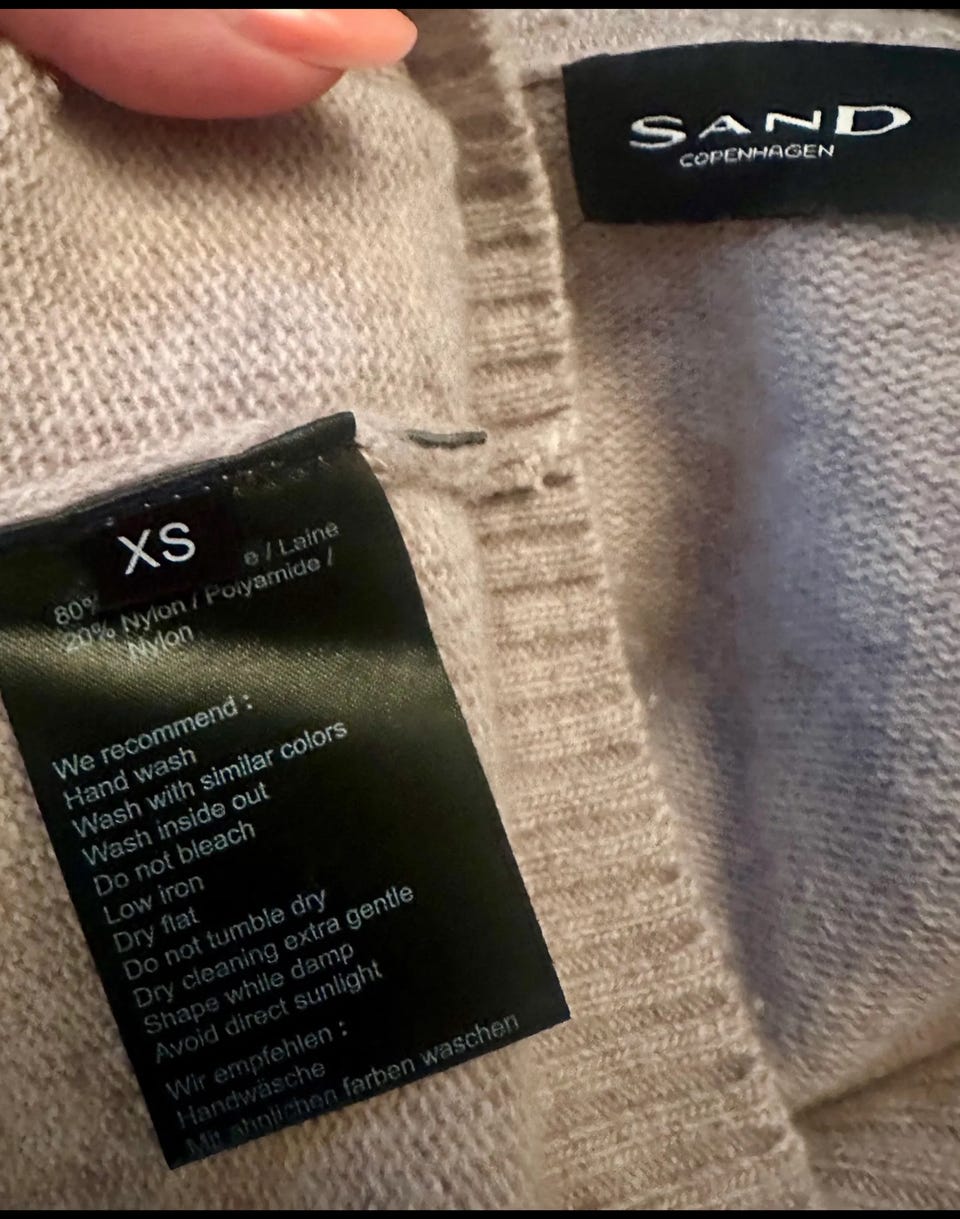 SAND
COPENHAGEN
XS
80%
e / Laine
20% Nylon / Polyamide /
Nylon
We recommend :
Hand wash
Wash with similar colors
Wash inside out
Do not bleach
Low iron
Dry flat
Do not tumble dry
Dry cleaning extra gentle
Shape while damp
Avoid direct sunlight
Wir empfehlen :
Handwäsche
Mit ähnlichen farben waschen